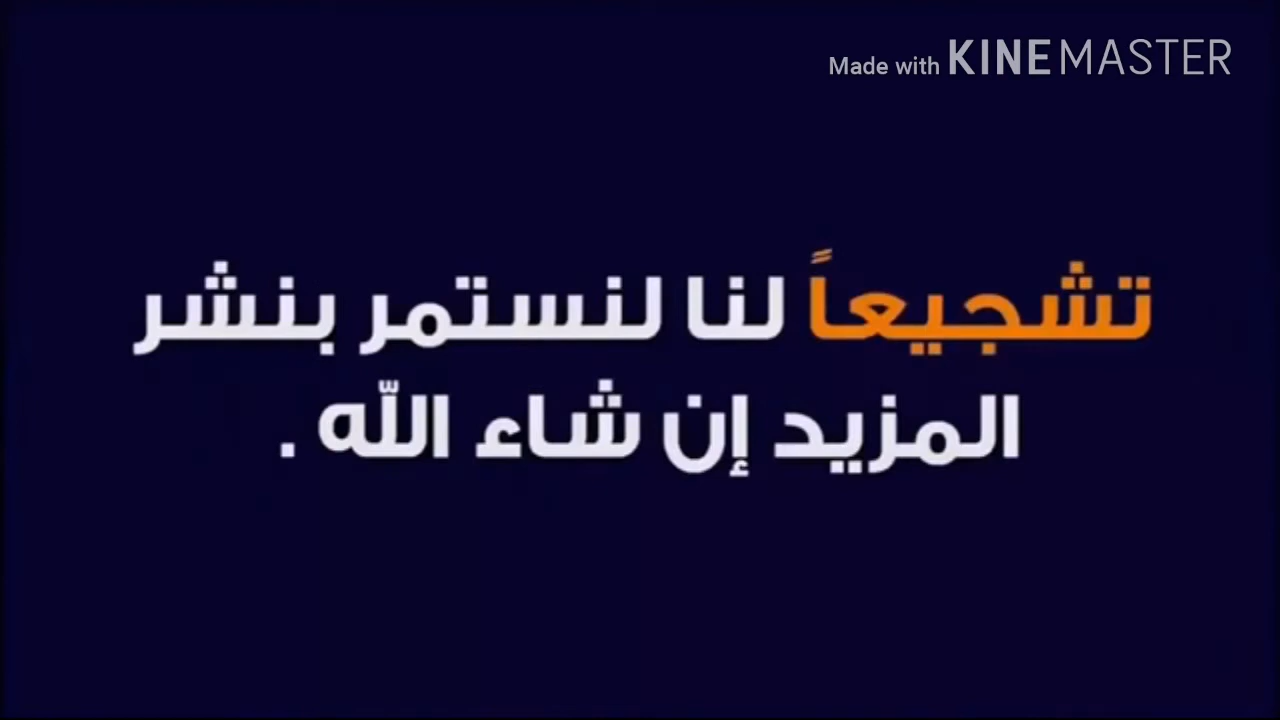 Made with KINEMASTER
تشجيعاً لنا لنستمر بنشر
المزيد إن شاء الله .